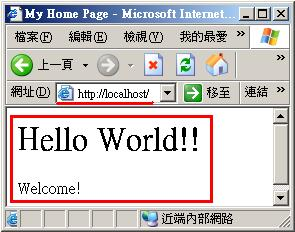 My Home Page - Microsoft Internet...
檔案(F) 編輯(E) 檢視(V) 我的最愛 »
上一頁 »
網址(D) http://localhost/ 移至 連結 »
Hello World!!
Welcome!
近端內部網路